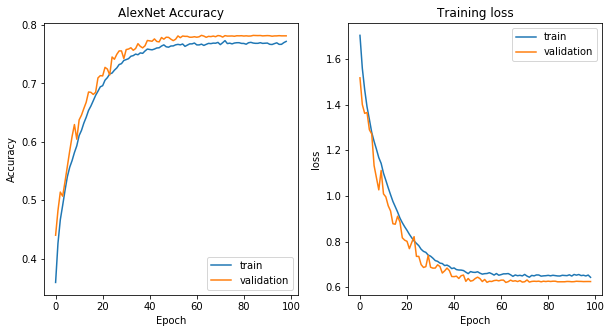 AlexNet Accuracy
Accuracy
0.8
0.7
0.6
0.5
0.4
0
20
40
60
80
100
Epoch
train
validation
Training loss
loss
1.6
1.4
1.2
1.0
0.8
0.6
0
20
40
60
80
100
Epoch
train
validation